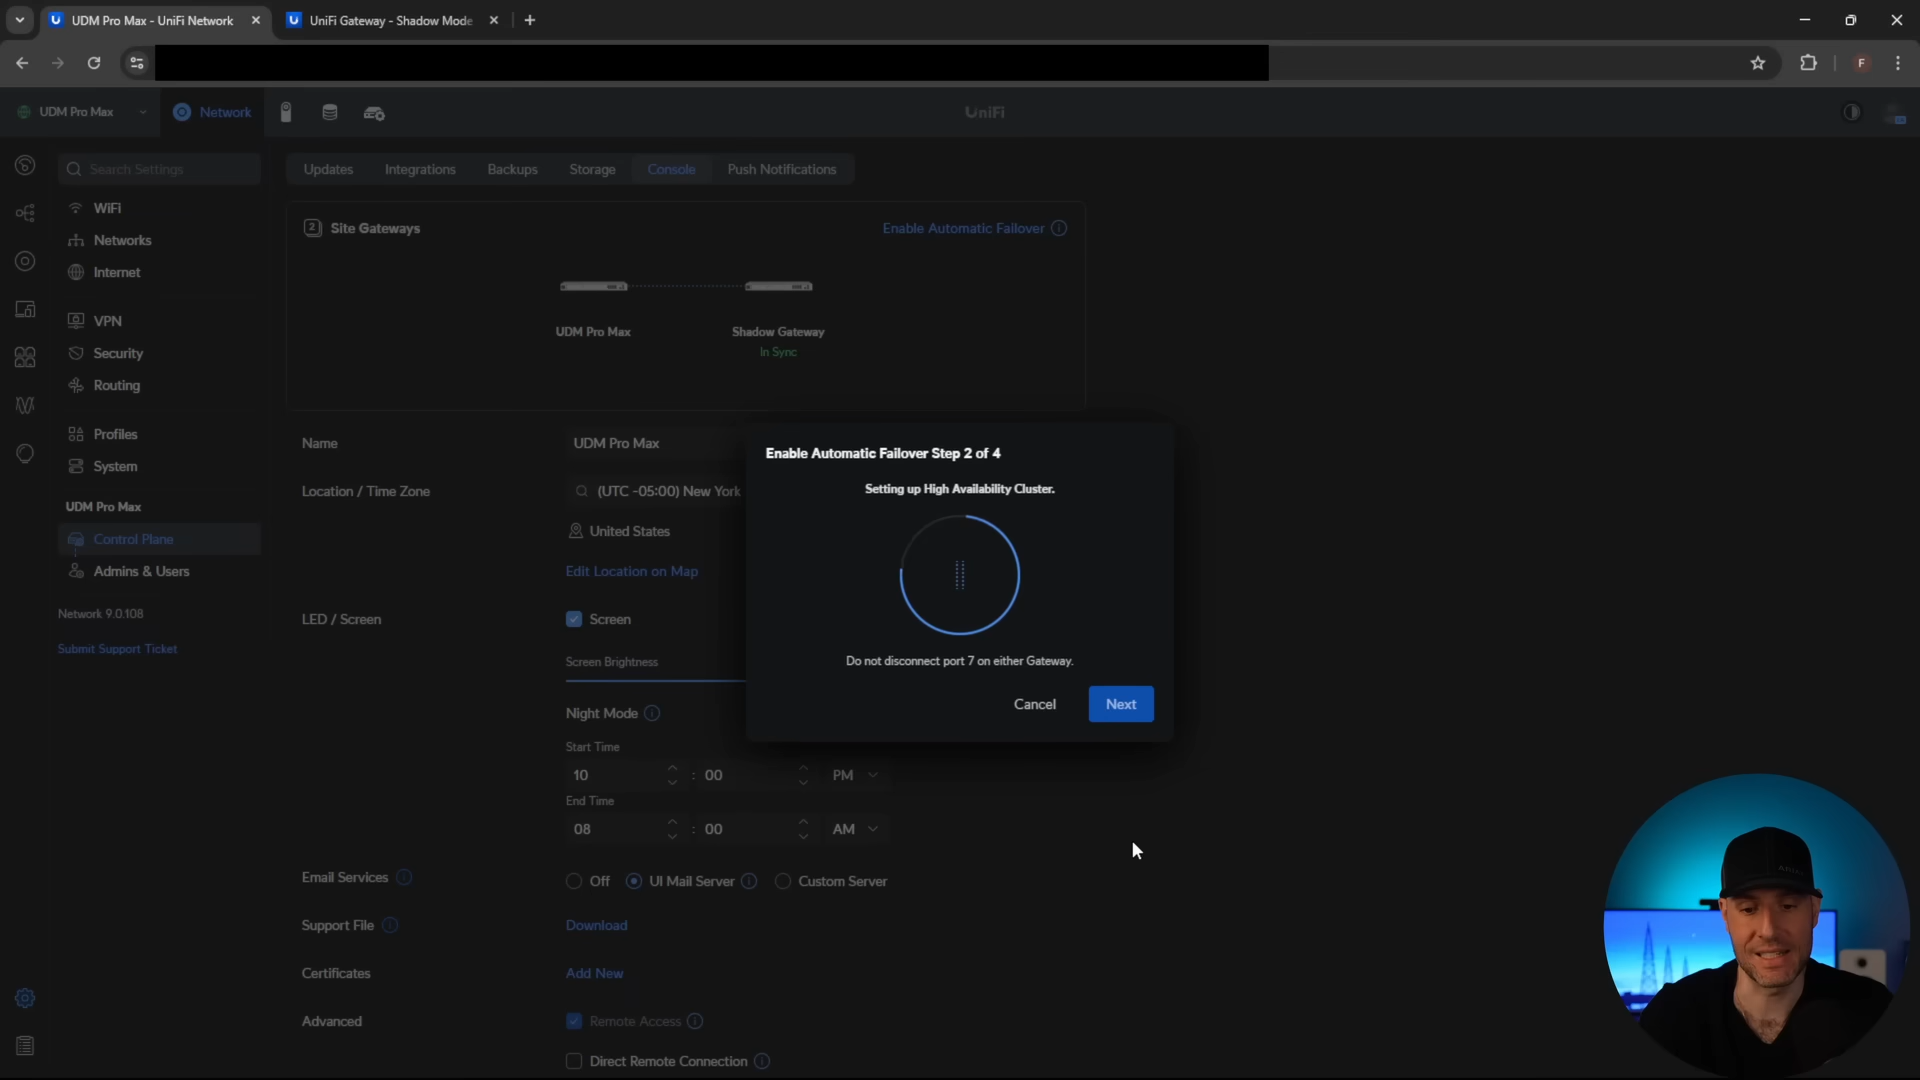 UDM Pro Max - UniFi Network
UniFi Gateway - Shadow Mode
F
UDM Pro Max
Network
UniFi
Search Settings
Updates
Integrations
Backups
Storage
Console
Push Notifications
WiFi
Networks
Internet
VPN
Security
Routing
Profiles
System
UDM Pro Max
Control Plane
Admins & Users
Network 9.0.108
Submit Support Ticket
2
Site Gateways
Enable Automatic Failover
UDM Pro Max
Shadow Gateway
In Sync
Name
UDM Pro Max
Location / Time Zone
(UTC -05:00) New York
United States
Edit Location on Map
LED / Screen
Screen
Screen Brightness
Night Mode
Start Time
10 : 00 PM
End Time
08 : 00 AM
Email Services
Off
UI Mail Server
Custom Server
Support File
Download
Certificates
Add New
Advanced
Remote Access
Direct Remote Connection
Enable Automatic Failover Step 2 of 4
Setting up High Availability Cluster.
Do not disconnect port 7 on either Gateway.
Cancel
Next